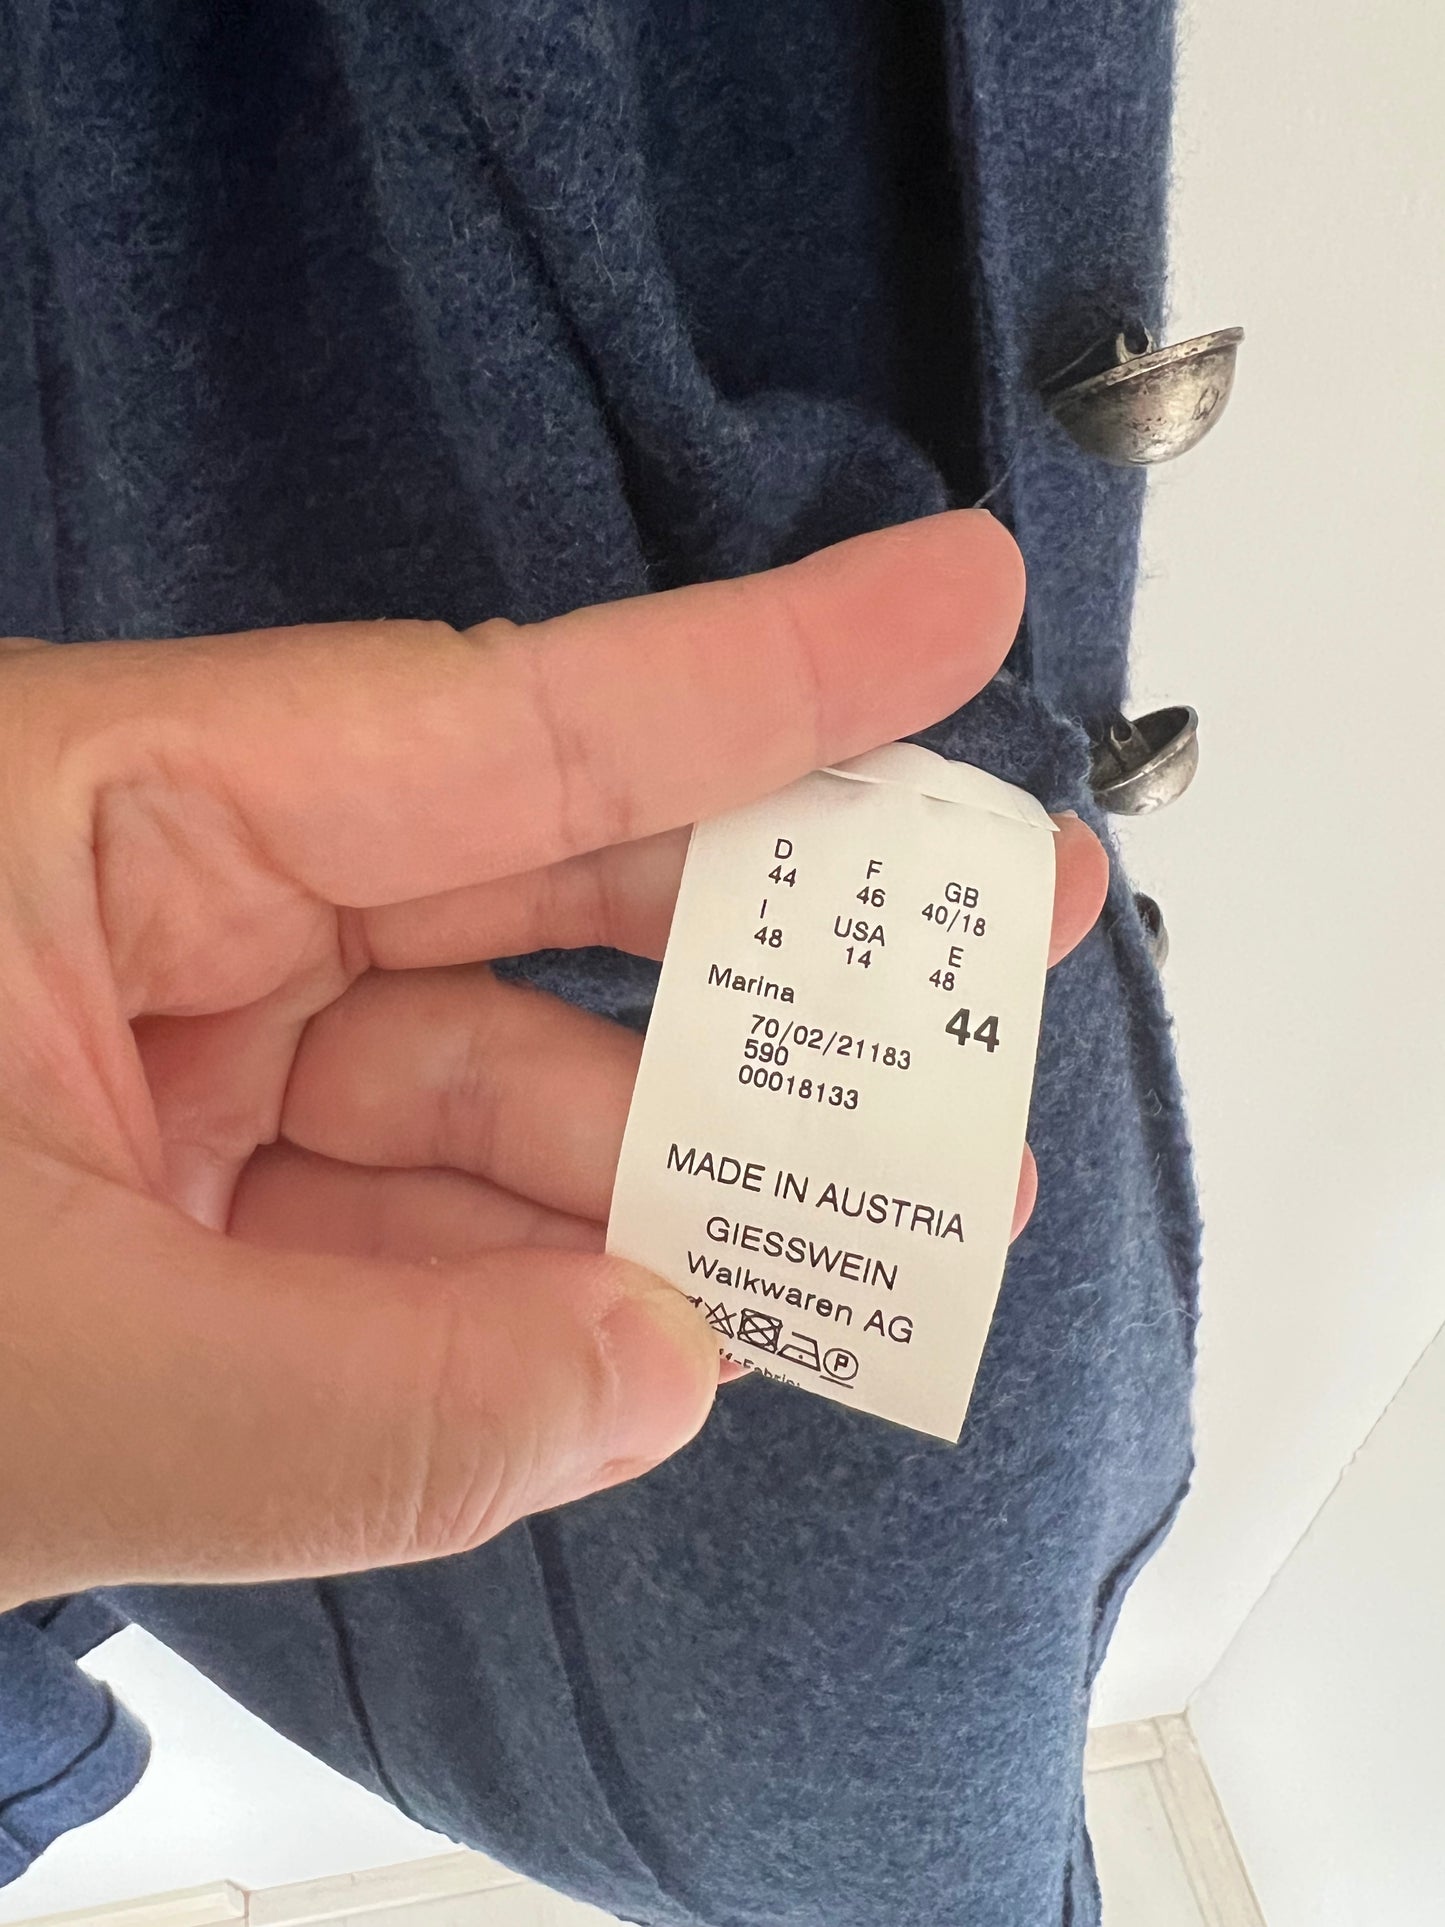 D F GB
44 46 40/18
I USA E
48 14 48
Marina 44
70/02/21183
590
00018133
MADE IN AUSTRIA
GIESSWEIN
Walkwaren AG
P